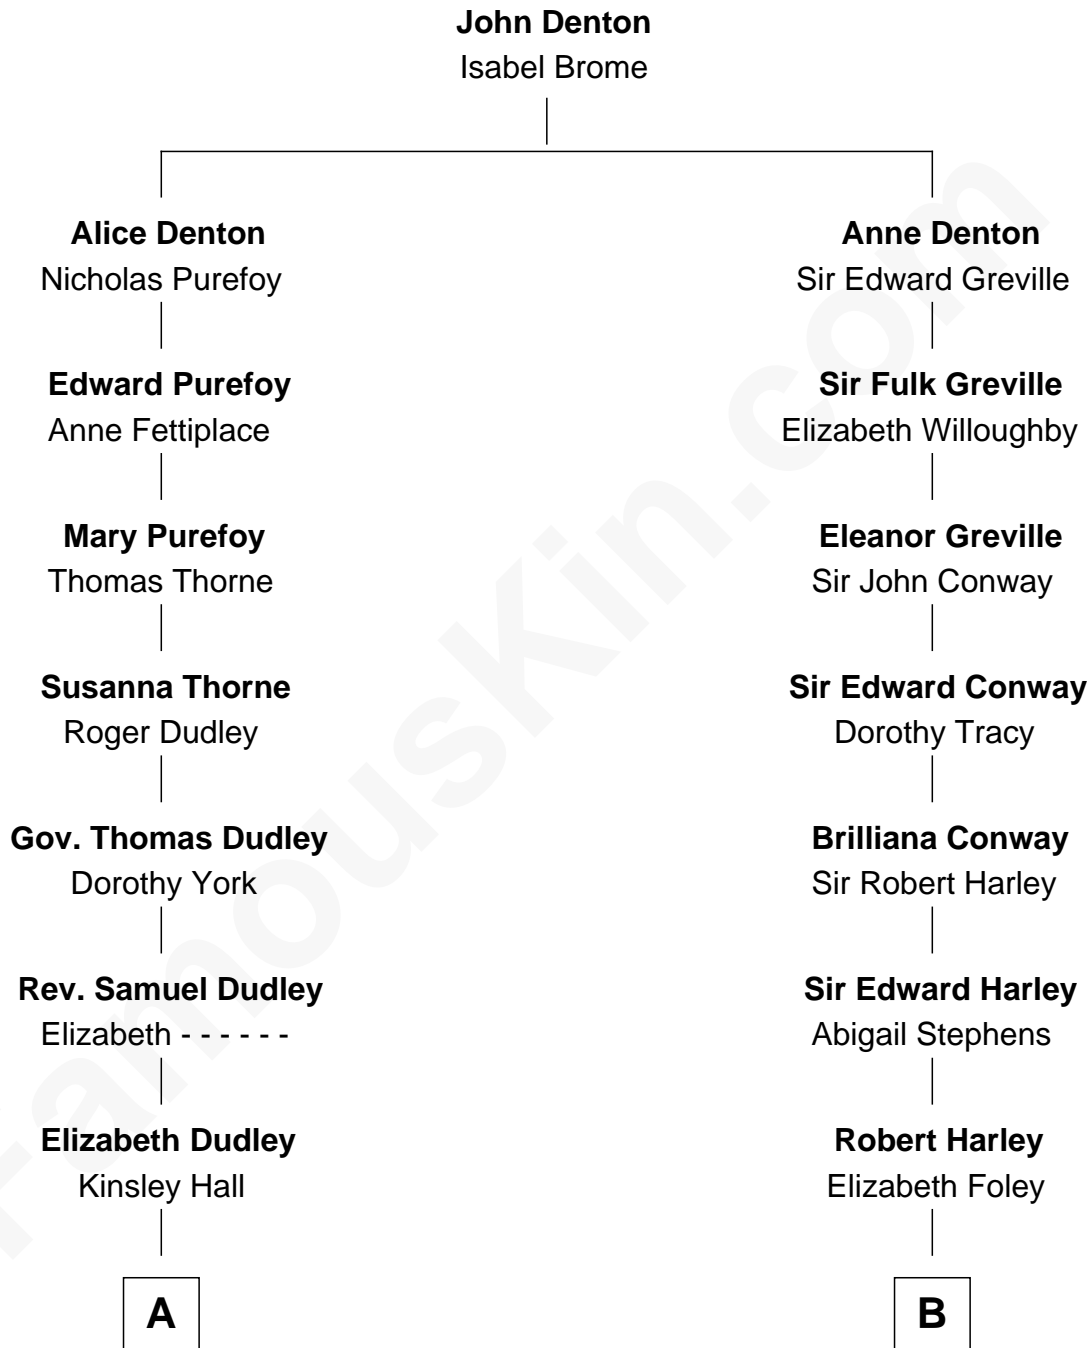 John Denton
Isabel Brome
Alice Denton
Nicholas Purefoy
Anne Denton
Sir Edward Greville
Edward Purefoy
Anne Fettiplace
Sir Fulk Greville
Elizabeth Willoughby
Mary Purefoy
Thomas Thorne
Eleanor Greville
Sir John Conway
Susanna Thorne
Roger Dudley
Sir Edward Conway
Dorothy Tracy
Gov. Thomas Dudley
Dorothy York
Brilliana Conway
Sir Robert Harley
Rev. Samuel Dudley
Elizabeth - - - - - -
Sir Edward Harley
Abigail Stephens
Elizabeth Dudley
Kinsley Hall
Robert Harley
Elizabeth Foley
A
B
FamousKin.com